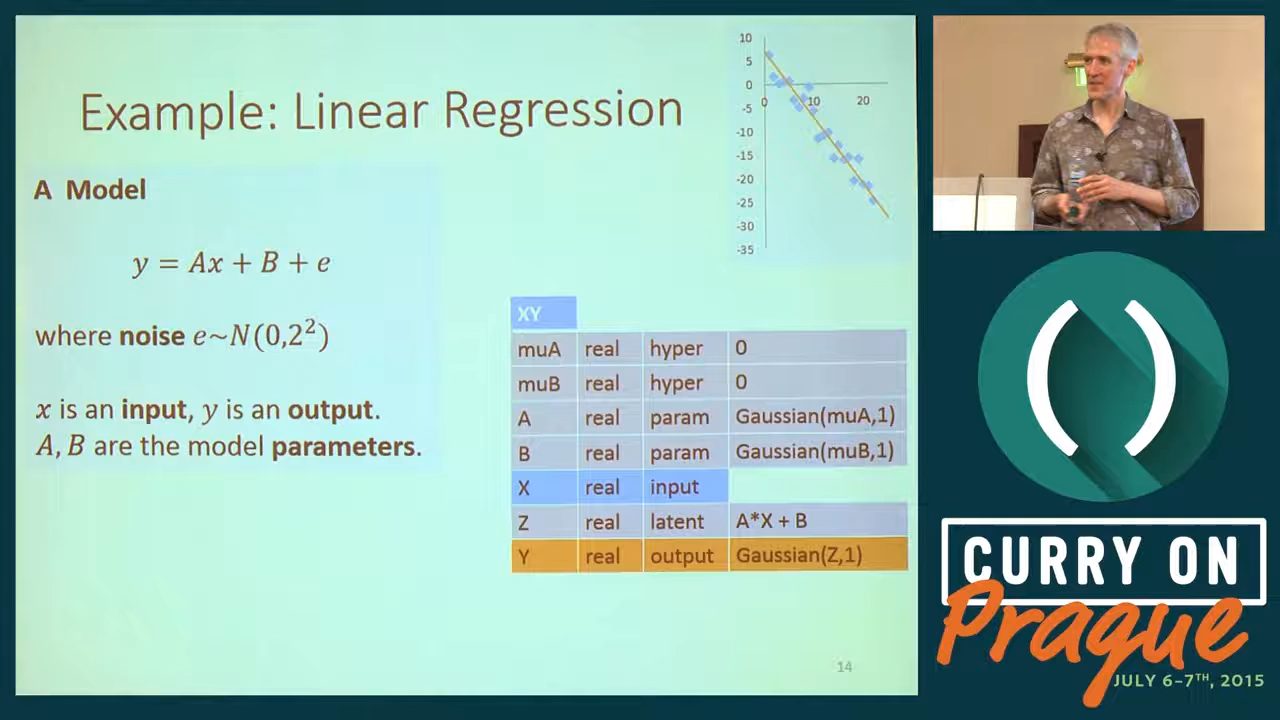 Example: Linear Regression
A Model
y = Ax + B + e
where noise e~N(0,2²)
x is an input, y is an output.
A, B are the model parameters.
10
5
0
-5
-10
-15
-20
-25
-30
-35
0 10 20
XY
muA real hyper 0
muB real hyper 0
A real param Gaussian(muA,1)
B real param Gaussian(muB,1)
X real input
Z real latent A*X + B
Y real output Gaussian(Z,1)
14
()
CURRY ON
Prague
JULY 6-7TH, 2015